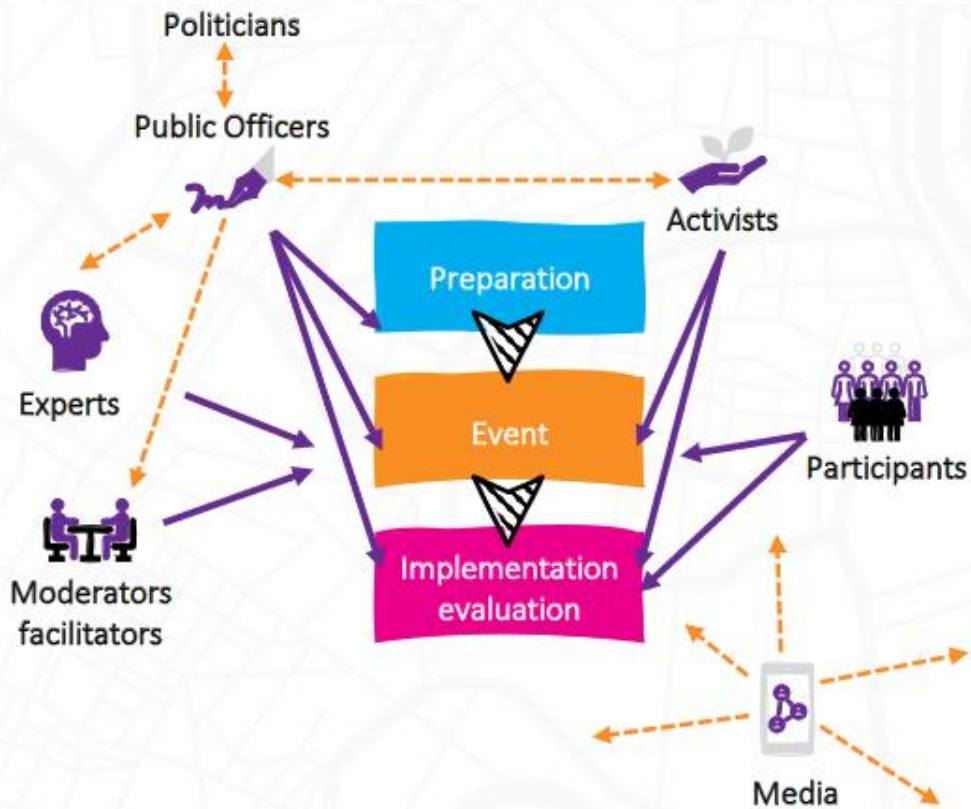 Politicians
Public Officers
Activists
Preparation
Experts
Event
Participants
Moderators
facilitators
Implementation
evaluation
Media